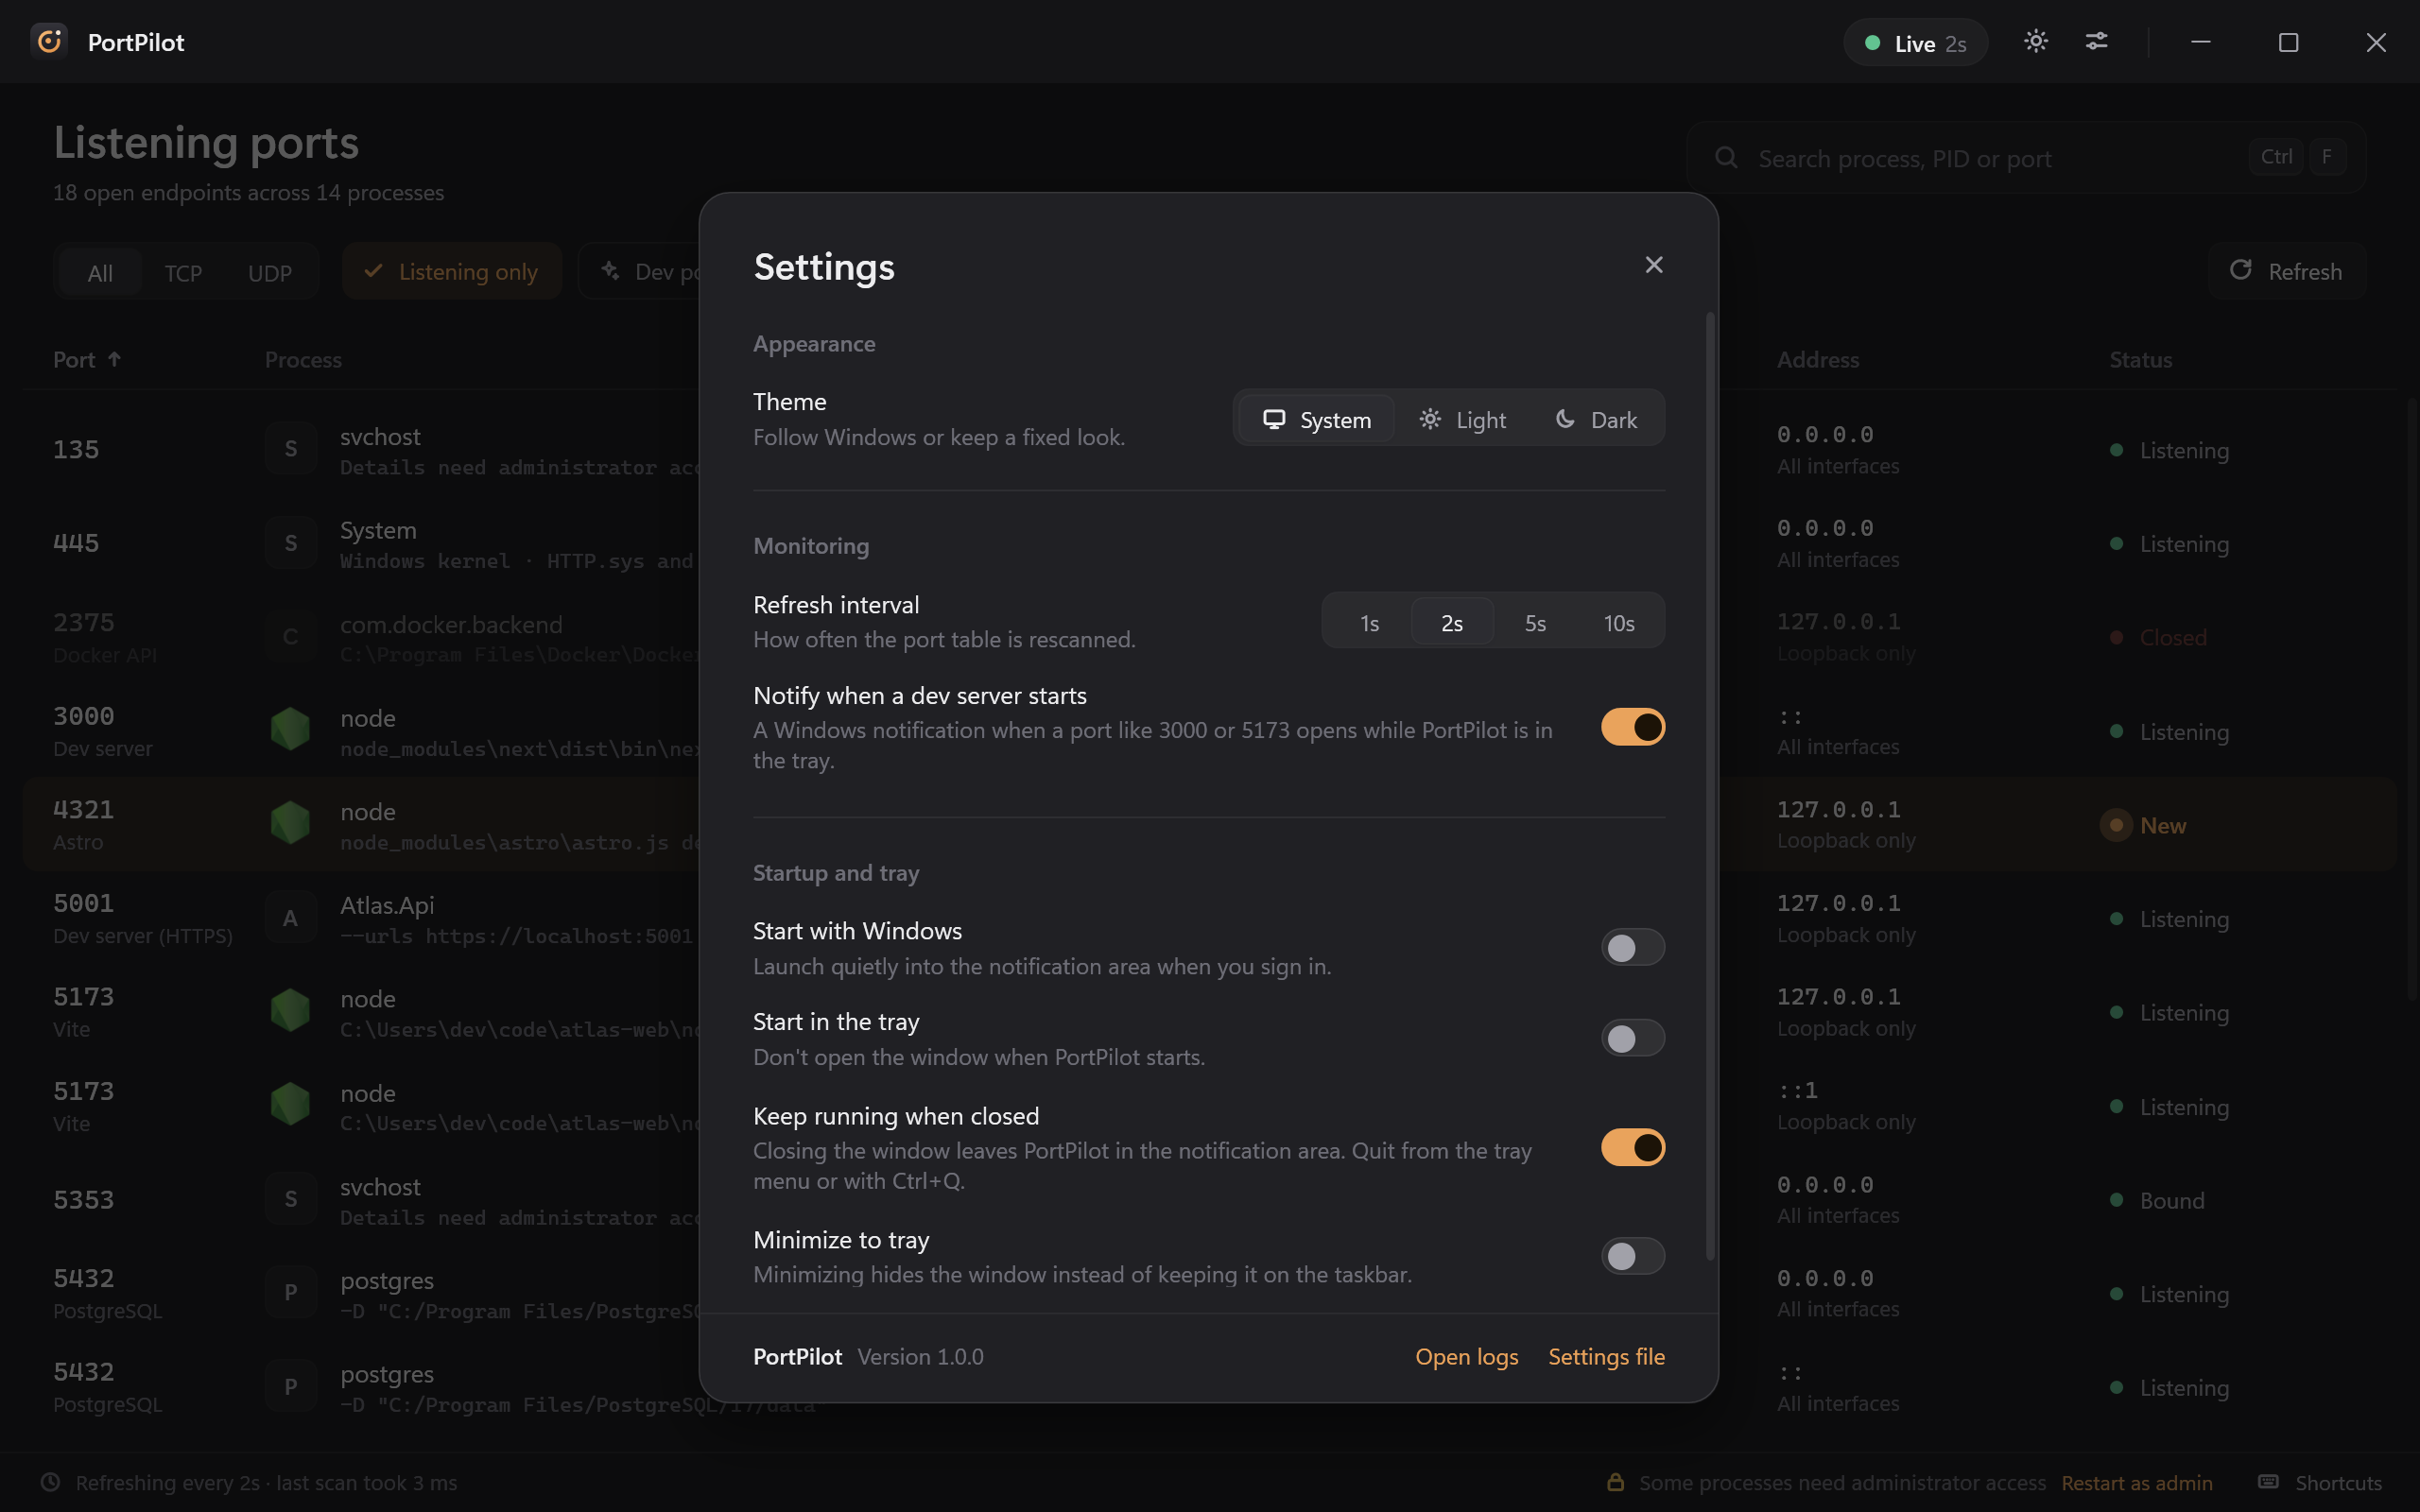 PortPilot
Live 2s
Listening ports
18 open endpoints across 14 processes
Search process, PID or port
Ctrl F
All TCP UDP
Listening only
Dev
Refresh
Port Process Address Status
135
S
svchost
Details need administrator
0.0.0.0
All interfaces
Listening
445
S
System
Windows kernel · HTTP.sys and
0.0.0.0
All interfaces
Listening
2375
Docker API
C
com.docker.backend
C:\Program Files\Docker\Docker
127.0.0.1
Loopback only
Closed
3000
Dev server
node
node_modules\next\dist\bin\nex
::
All interfaces
Listening
4321
Astro
node
node_modules\astro\astro.js de
127.0.0.1
Loopback only
New
5001
Dev server (HTTPS)
A
Atlas.Api
--urls https://localhost:5001
127.0.0.1
Loopback only
Listening
5173
Vite
node
C:\Users\dev\code\atlas-web\no
127.0.0.1
Loopback only
Listening
5173
Vite
node
C:\Users\dev\code\atlas-web\no
::1
Loopback only
Listening
5353
S
svchost
Details need administrator
0.0.0.0
All interfaces
Bound
5432
PostgreSQL
P
postgres
-D "C:/Program Files/PostgreSQ
0.0.0.0
All interfaces
Listening
5432
PostgreSQL
P
postgres
-D "C:/Program Files/PostgreSQL/17/data"
::
All interfaces
Listening
Settings
Appearance
Theme
Follow Windows or keep a fixed look.
System Light Dark
Monitoring
Refresh interval
How often the port table is rescanned.
1s 2s 5s 10s
Notify when a dev server starts
A Windows notification when a port like 3000 or 5173 opens while PortPilot is in
the tray.
Startup and tray
Start with Windows
Launch quietly into the notification area when you sign in.
Start in the tray
Don't open the window when PortPilot starts.
Keep running when closed
Closing the window leaves PortPilot in the notification area. Quit from the tray
menu or with Ctrl+Q.
Minimize to tray
Minimizing hides the window instead of keeping it on the taskbar.
PortPilot Version 1.0.0
Open logs Settings file
Refreshing every 2s · last scan took 3 ms
Some processes need administrator access Restart as admin
Shortcuts